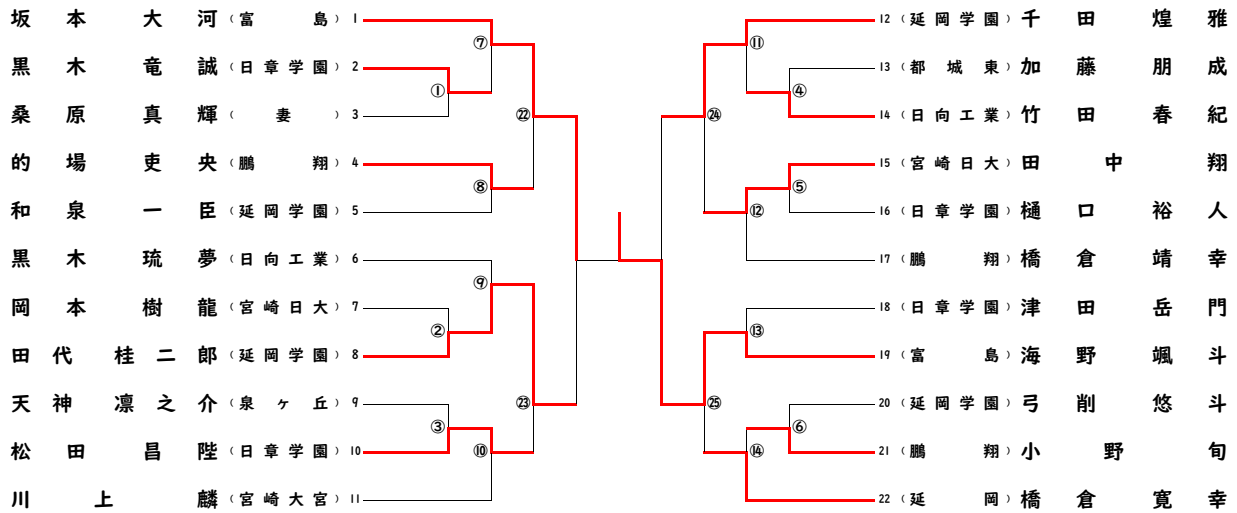 坂本大河（富島）1
黒木竜誠（日章学園）2
桑原真輝（妻）3
的場吏央（鵬翔）4
和泉一臣（延岡学園）5
黒木琉夢（日向工業）6
岡本樹龍（宮崎日大）7
田代桂二郎（延岡学園）8
天神凛之介（泉ヶ丘）9
松田昌陛（日章学園）10
川上麟（宮崎大宮）11
⑦
①
㉒
⑧
⑨
②
㉓
③
⑩
⑪
④
㉔
⑤
⑫
⑬
㉕
⑥
⑭
12（延岡学園）千田煌雅
13（都城東）加藤朋成
14（日向工業）竹田春紀
15（宮崎日大）田中翔
16（日章学園）樋口裕人
17（鵬翔）橋倉靖幸
18（日章学園）津田岳門
19（富島）海野颯斗
20（延岡学園）弓削悠斗
21（鵬翔）小野旬
22（延岡）橋倉寛幸